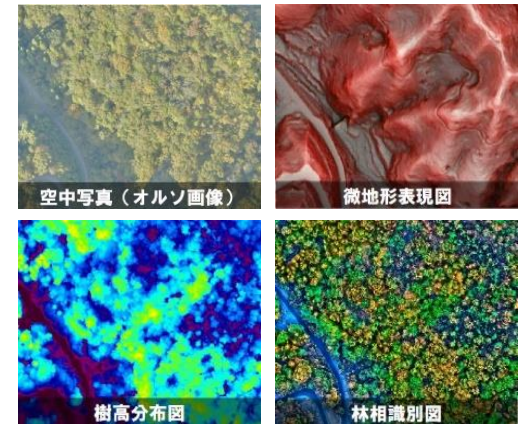 空中写真（オルソ画像）
微地形表現図
樹高分布図
林相識別図